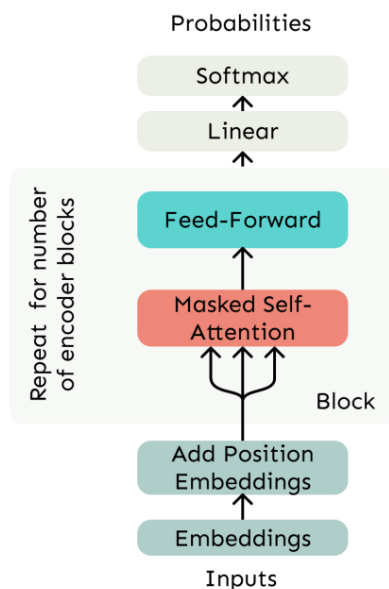 Probabilities
Softmax
Linear
Feed-Forward
Repeat for number
of encoder blocks
Masked Self-
Attention
Block
Add Position
Embeddings
Embeddings
Inputs